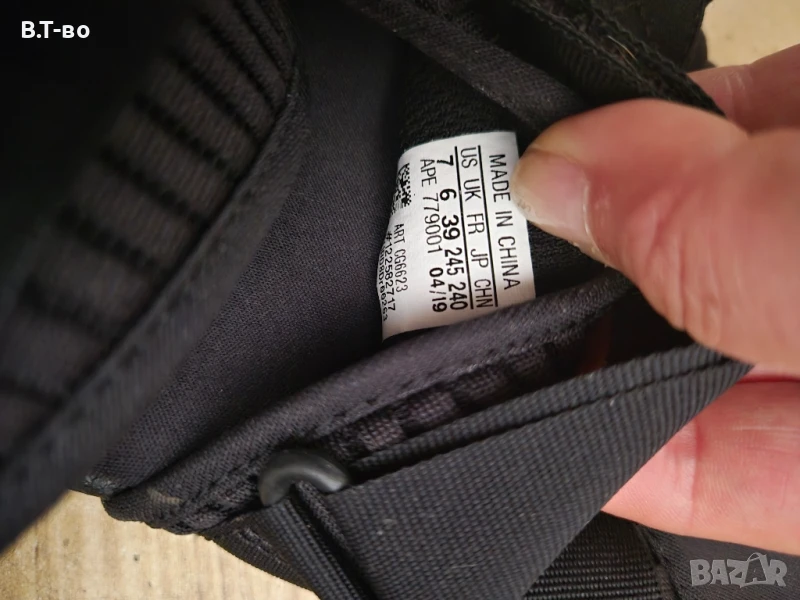 B.T-во
MADE IN CHINA
US UK FR JP CHN
7 6 39 245 240
APE 779001 04/19
ART CG6623
#122582717
BAZAR